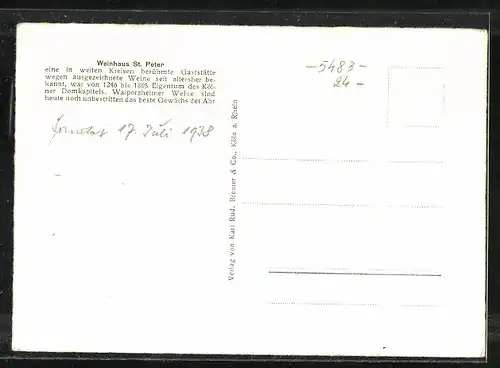 Weinhaus St. Peter
eine in weiten Kreisen berühmte Gaststätte
wegen ausgezeichnete Weine seit altersher be-
kannt, war von 1246 bis 1805 Eigentum des Köl-
ner Domkapitels. Walporzheimer Weine sind
heute noch unbestritten das beste Gewächs der Ahr
17. Juli 1938
-5483-
24-
Verlag von Karl Rud. Bremer & Co., Köln a. Rhein